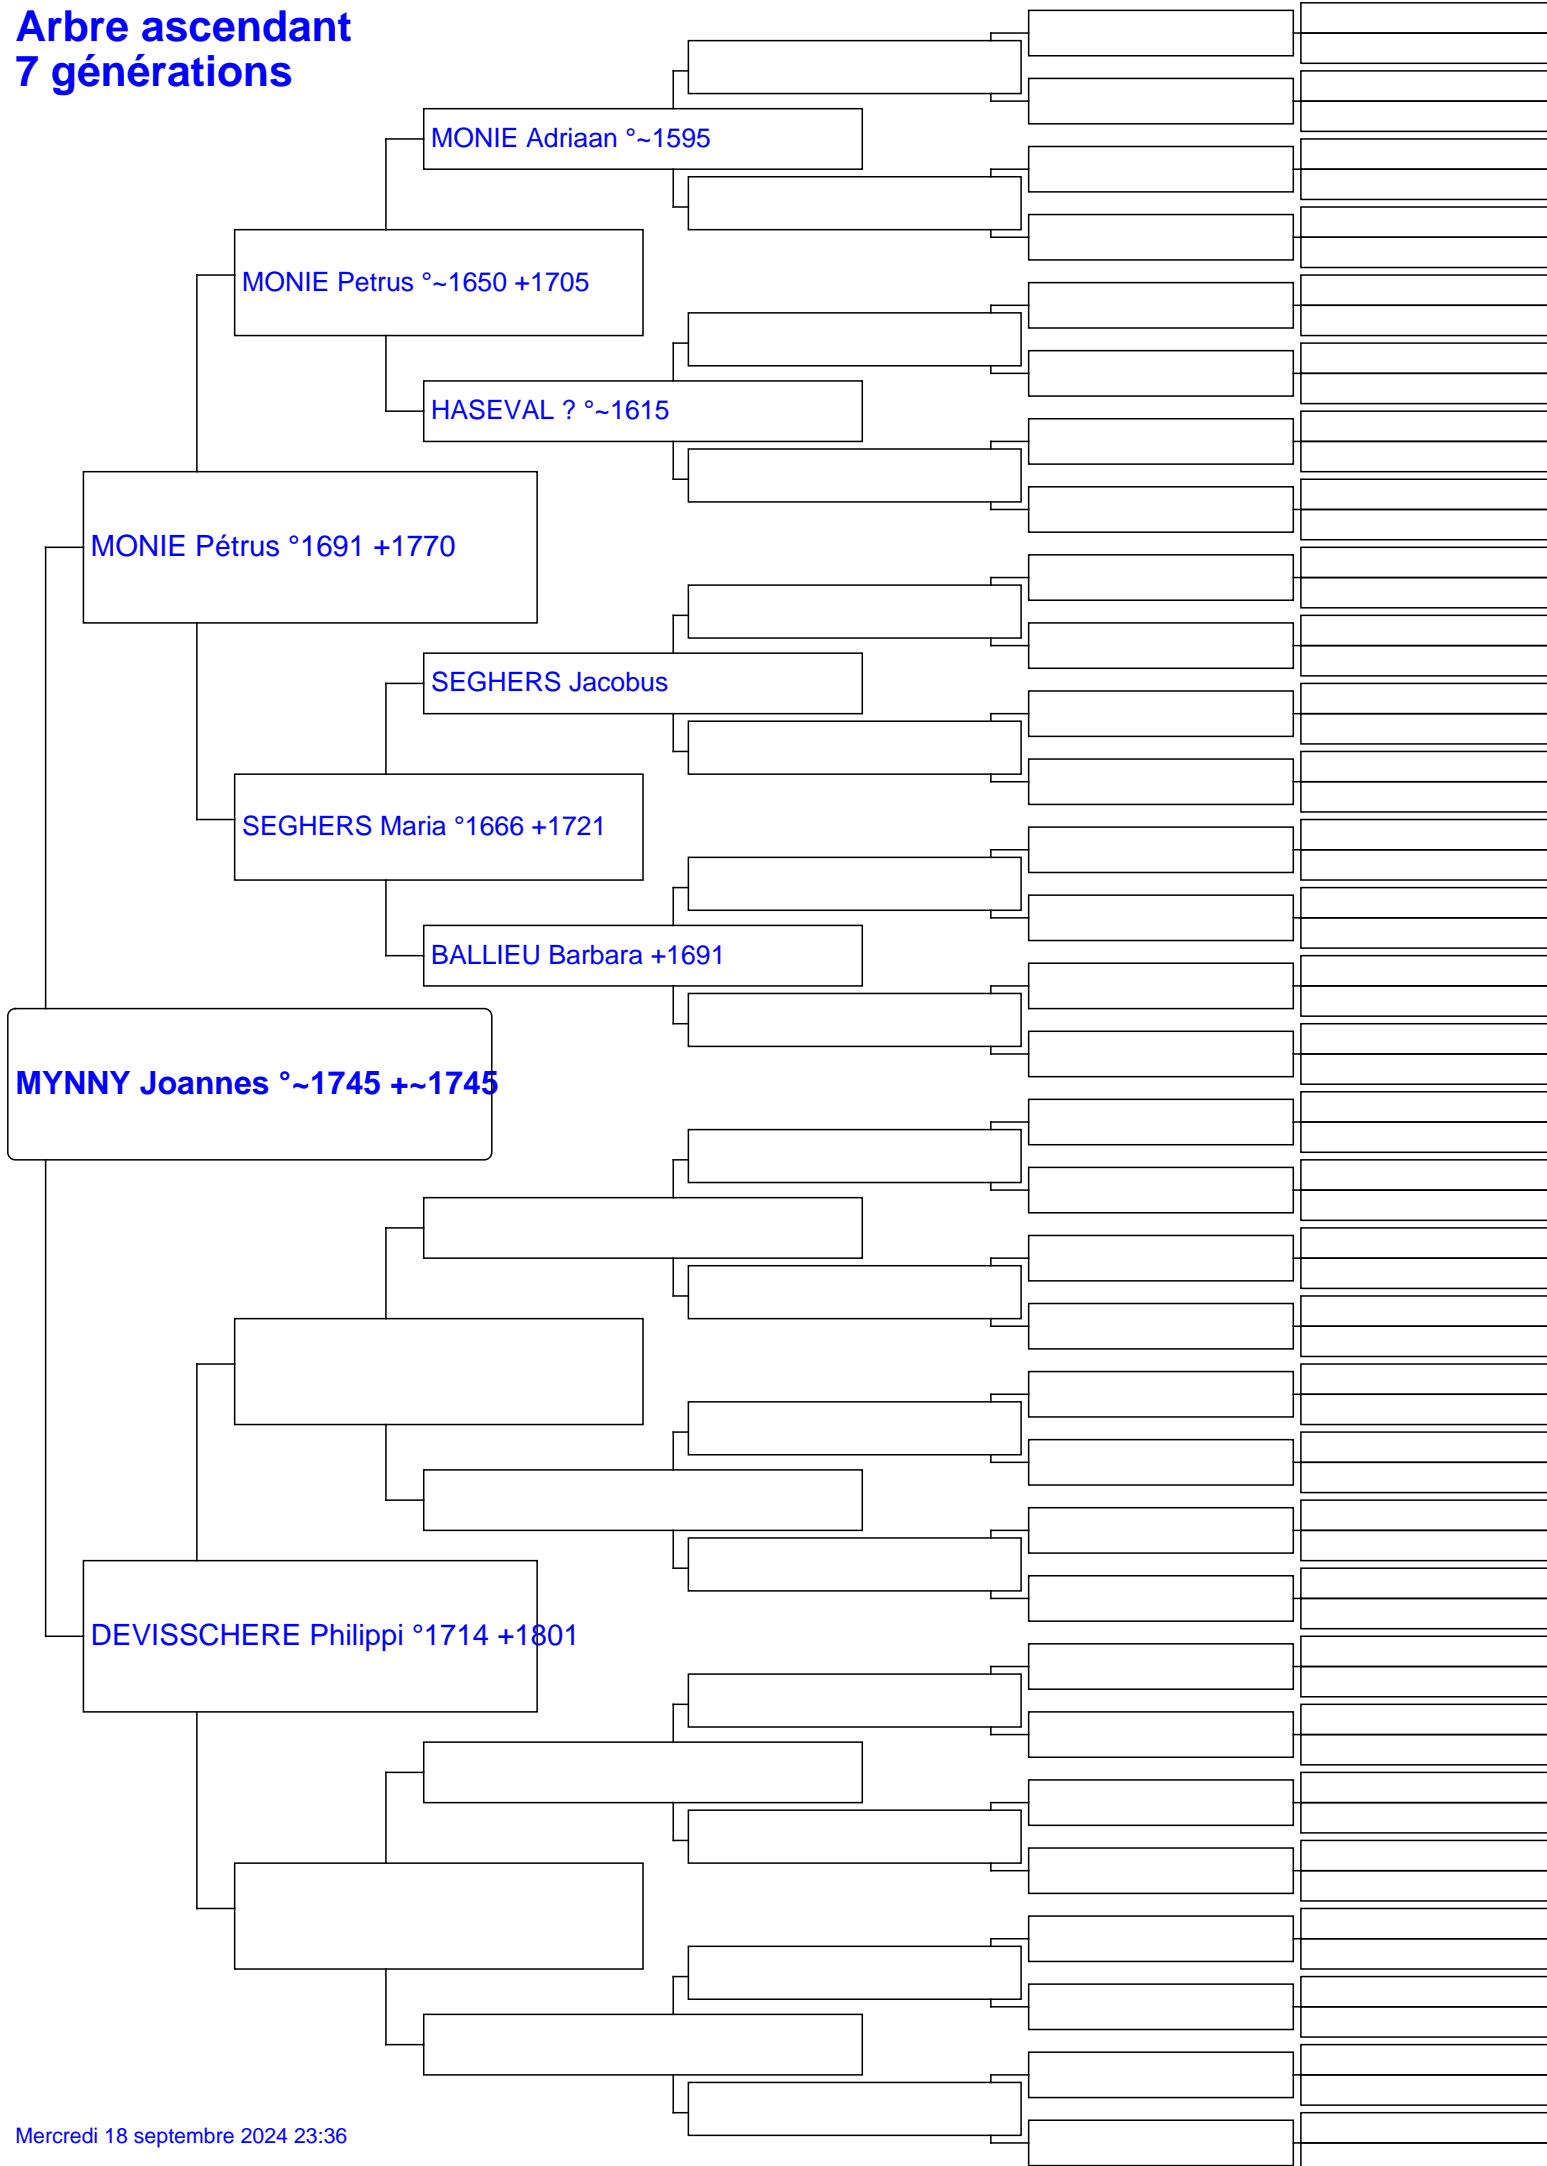 Arbre ascendant
7 générations
MONIE Adriaan °~1595
MONIE Petrus °~1650 +1705
HASEVAL ? °~1615
MONIE Pétrus °1691 +1770
SEGHERS Jacobus
SEGHERS Maria °1666 +1721
BALLIEU Barbara +1691
MYNNY Joannes °~1745 +~1745
DEVISSCHERE Philippi °1714 +1801
Mercredi 18 septembre 2024 23:36